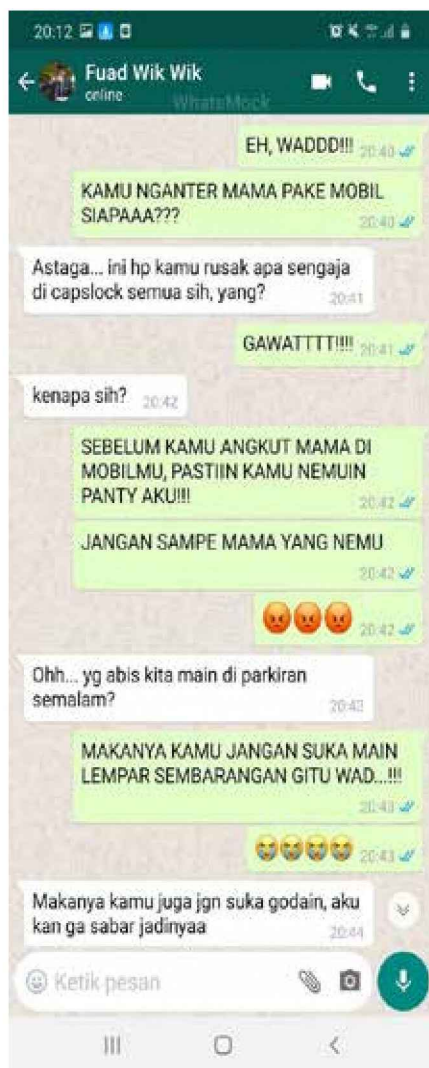 20:12
Fuad Wik Wik
online
WhatsMock
EH, WADDD!!! 20:40
KAMU NGANTER MAMA PAKE MOBIL
SIAPAAA???
20:40
Astaga... ini hp kamu rusak apa sengaja
di capslock semua sih, yang?
20:41
GAWATTTT!!!! 20:41
kenapa sih? 20:42
SEBELUM KAMU ANGKUT MAMA DI
MOBILMU, PASTIIN KAMU NEMUIN
PANTY AKU!!!
20:42
JANGAN SAMPE MAMA YANG NEMU
20:42
20:42
Ohh... yg abis kita main di parkiran
semalam?
20:43
MAKANYA KAMU JANGAN SUKA MAIN
LEMPAR SEMBARANGAN GITU WAD...!!!
20:43
20:43
Makanya kamu juga jgn suka godain, aku
kan ga sabar jadinyaa
20:44
Ketik pesan